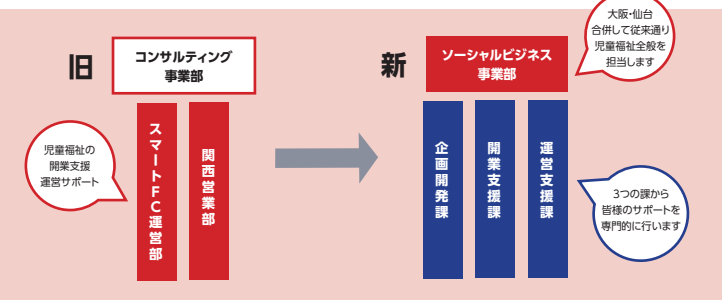 旧
コンサルティング
事業部
児童福祉の
開業支援
運営サポート
スマートFC運営部
関西営業部
新
ソーシャルビジネス
事業部
大阪・仙台
合併して従来通り
児童福祉全般を
担当します
企画開発課
開業支援課
運営支援課
3つの課から
皆様のサポートを
専門的に行います